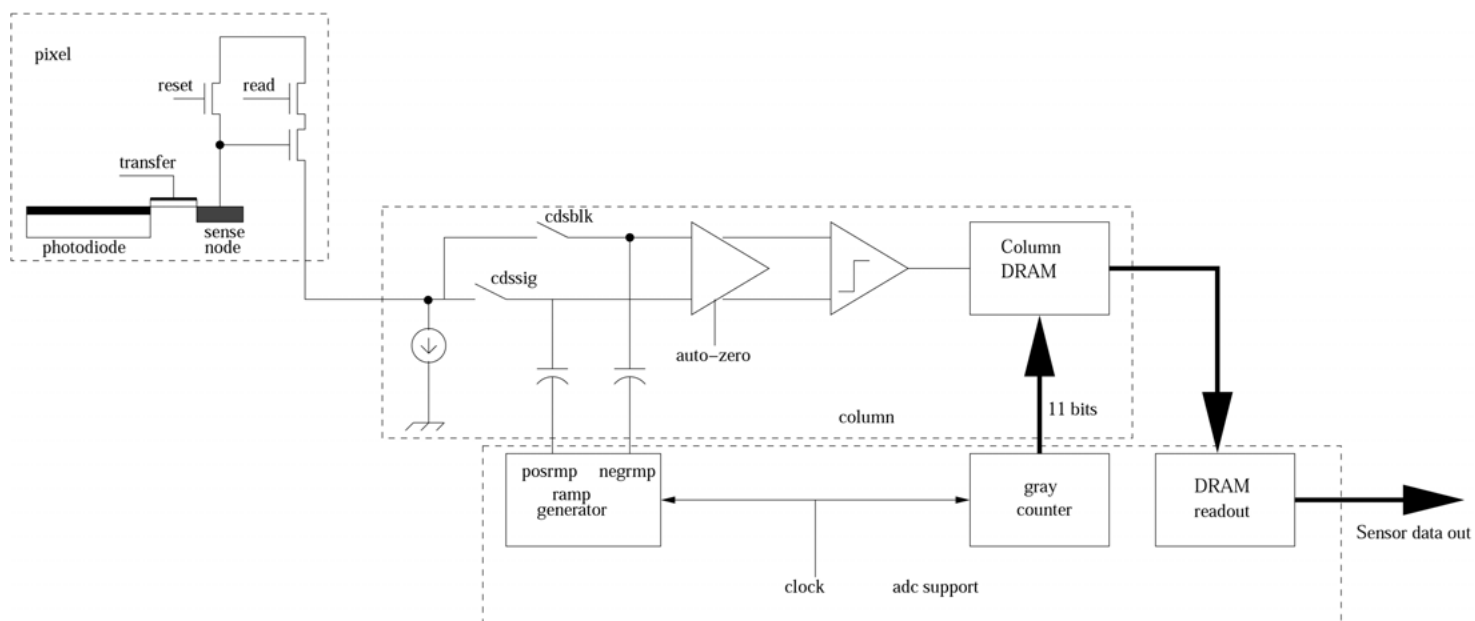 pixel
reset
read
transfer
photodiode
sense
node
cdsblk
cdssig
auto−zero
Column
DRAM
11 bits
column
posrmp
negrmp
ramp
generator
gray
counter
DRAM
readout
Sensor data out
clock
adc support